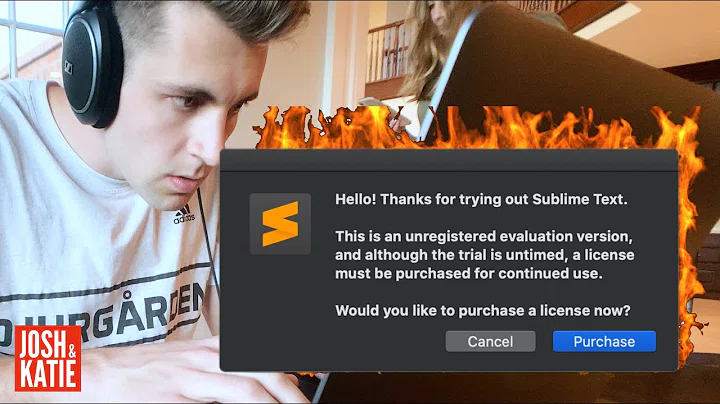 adidas
DJURGÅRDEN
Hello! Thanks for trying out Sublime Text.
This is an unregistered evaluation version,
and although the trial is untimed, a license
must be purchased for continued use.
Would you like to purchase a license now?
Cancel
Purchase
JOSH &
KATIE